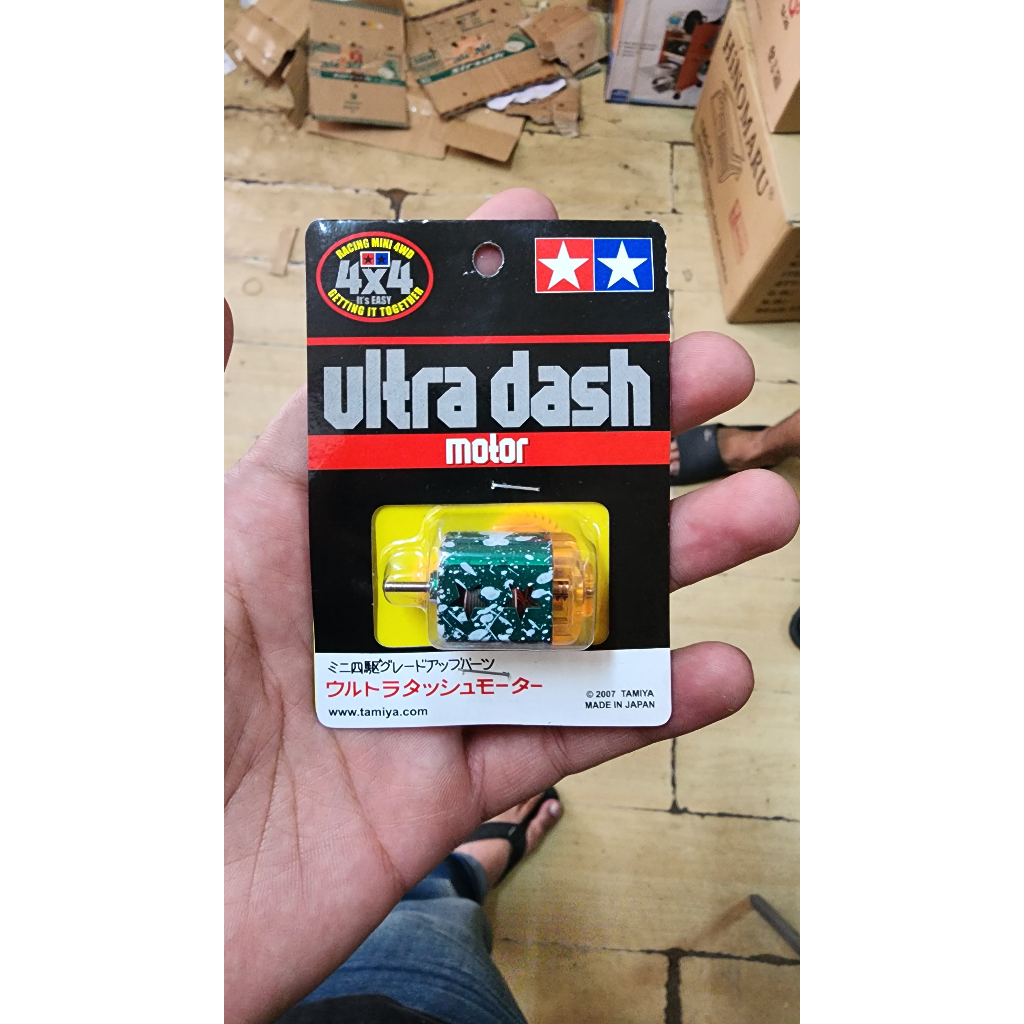 HINOMARU®
RACING MINI 4WD
4x4
It's EASY
GETTING IT TOGETHER
ultra dash
motor
ミニ四駆グレードアップパーツ
ウルトラタッシュモーター
www.tamiya.com
© 2007 TAMIYA
MADE IN JAPAN